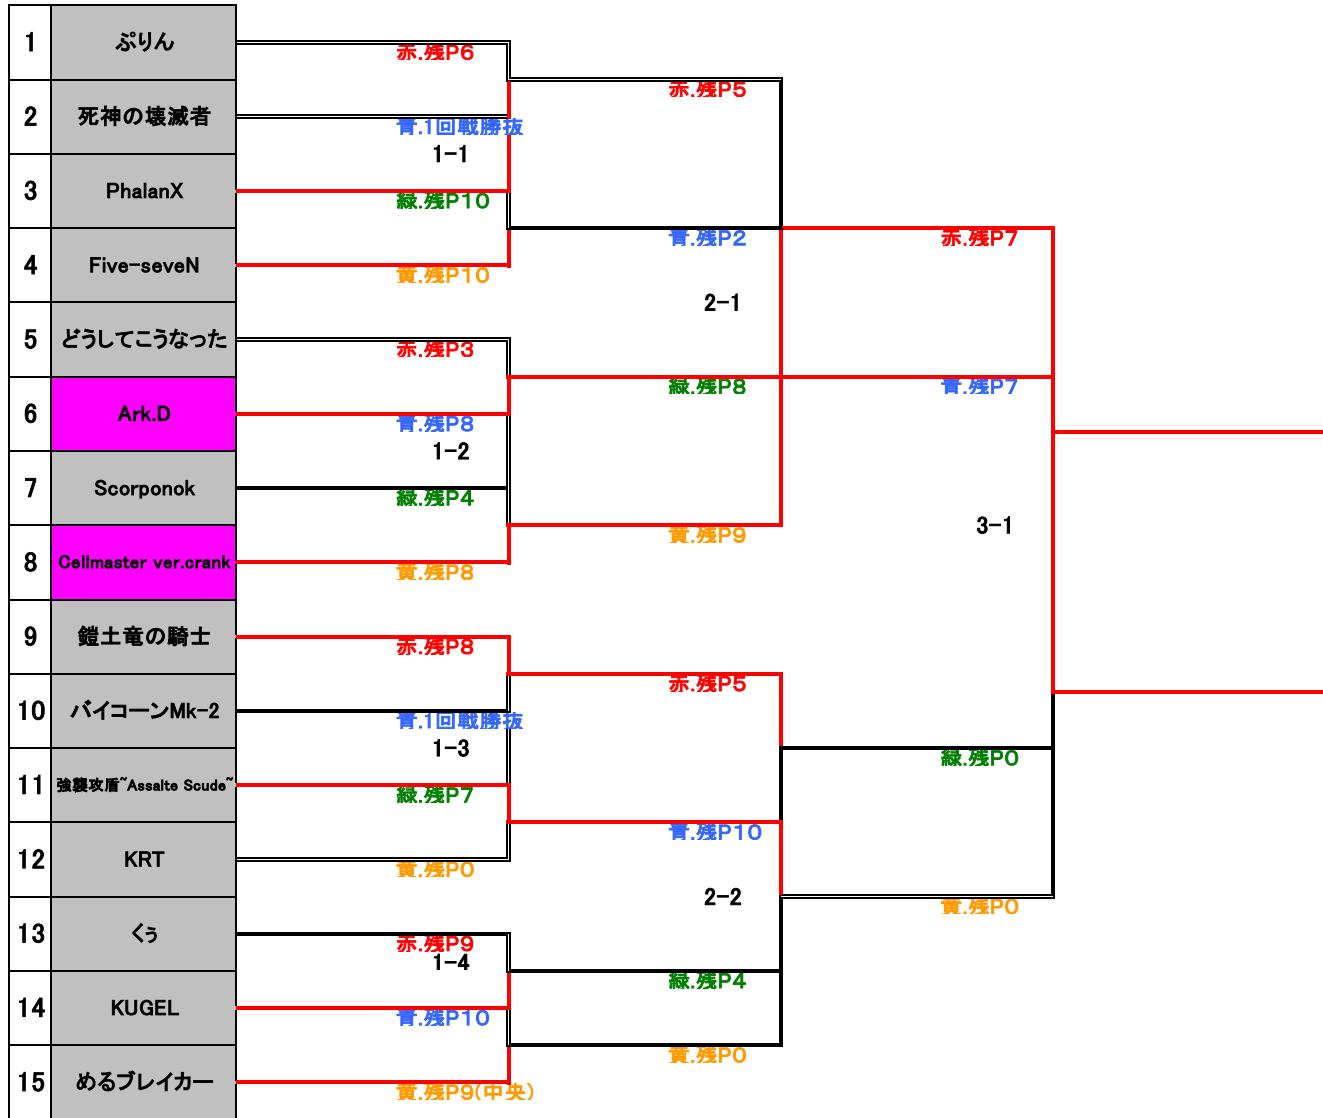 1 ぷりん
赤.残P6
2 死神の壊滅者
青.1回戦勝抜
1-1
3 PhalanX
緑.残P10
4 Five-seveN
黄.残P10
5 どうしてこうなった
赤.残P3
6 Ark.D
青.残P8
1-2
7 Scorponok
緑.残P4
8 Cellmaster ver.crank
黄.残P8
9 鎧土竜の騎士
赤.残P8
10 バイコーンMk-2
青.1回戦勝抜
1-3
11 強襲攻盾~Assalte Scude~
緑.残P7
12 KRT
黄.残P0
13 くぅ
赤.残P9
1-4
14 KUGEL
青.残P10
15 めるブレイカー
黄.残P9(中央)
赤.残P5
青.残P2
2-1
緑.残P8
黄.残P9
赤.残P5
青.残P10
2-2
緑.残P4
黄.残P0
赤.残P7
青.残P7
3-1
緑.残P0
黄.残P0